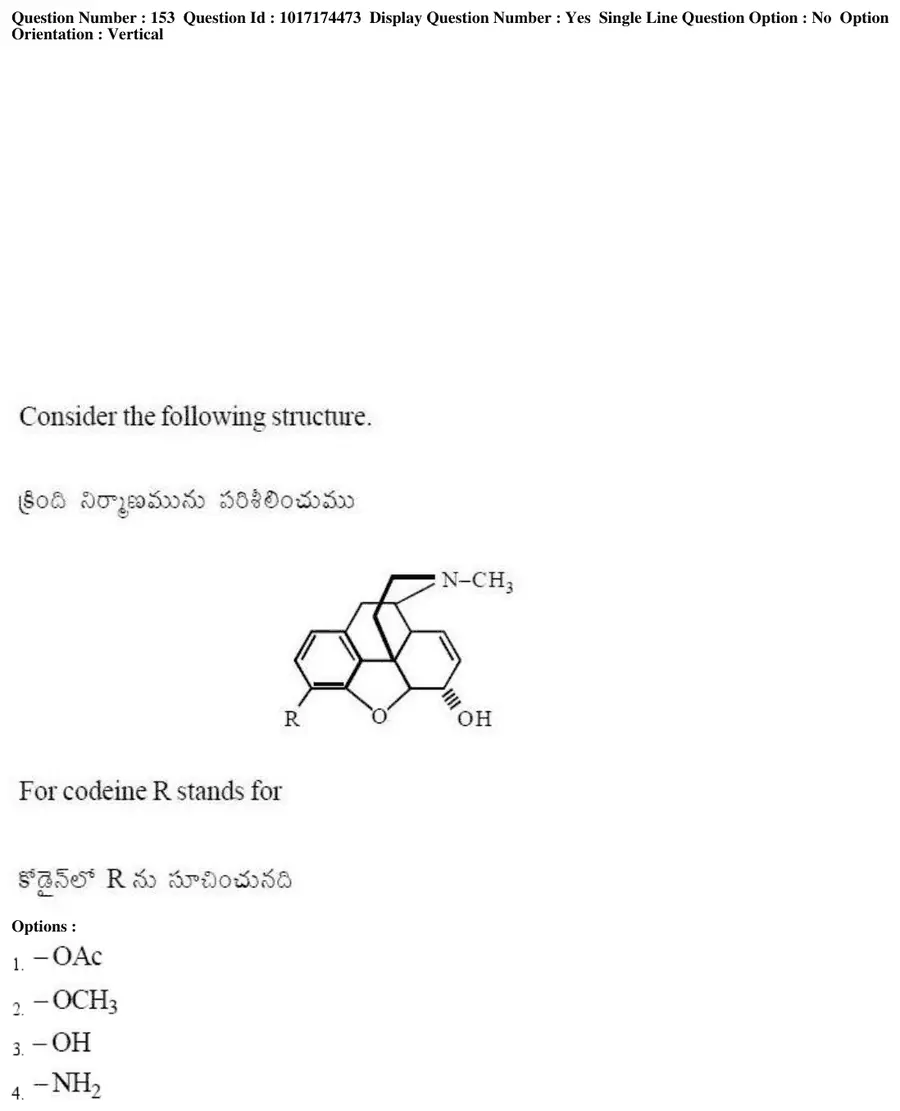 Question Number : 153 Question Id : 1017174473 Display Question Number : Yes Single Line Question Option : No Option
Orientation : Vertical
Consider the following structure.
క్రింది నిర్మాణమును పరిశీలించుము
N–CH₃
R
O
OH
For codeine R stands for
కోడైన్‌లో R ను సూచించునది
Options :
1. –OAc
2. –OCH₃
3. –OH
4. –NH₂